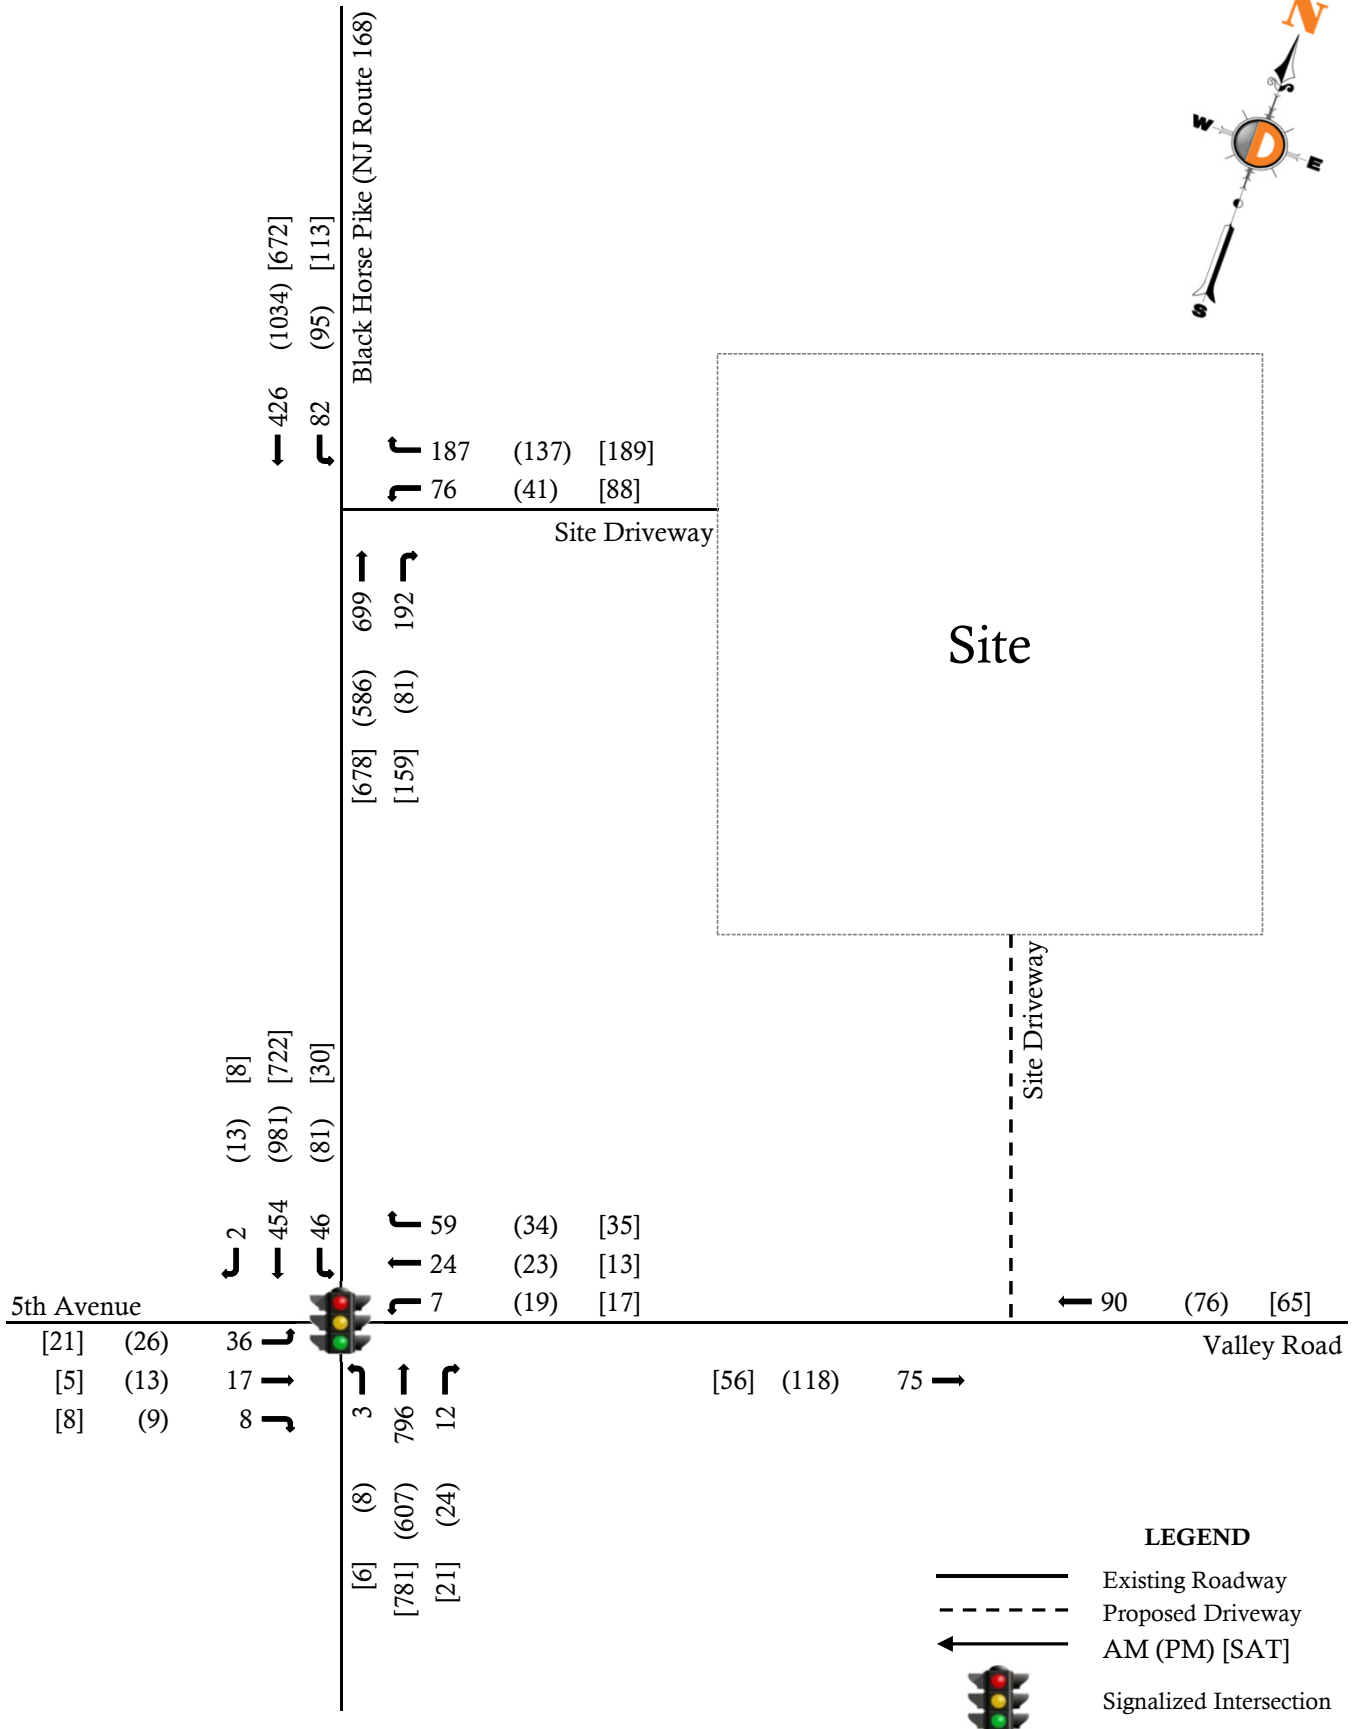 N
W
E
S
Black Horse Pike (NJ Route 168)
426 (1034) [672]
82 (95) [113]
187 (137) [189]
76 (41) [88]
Site Driveway
[678] (586) 699
[159] (81) 192
Site
Site Driveway
2 (13) [8]
454 (981) [722]
46 (81) [30]
59 (34) [35]
24 (23) [13]
7 (19) [17]
5th Avenue
90 (76) [65]
Valley Road
[21] (26) 36
[5] (13) 17
[8] (9) 8
[56] (118) 75
[6] (8) 3
[781] (607) 796
[21] (24) 12
LEGEND
Existing Roadway
Proposed Driveway
AM (PM) [SAT]
Signalized Intersection